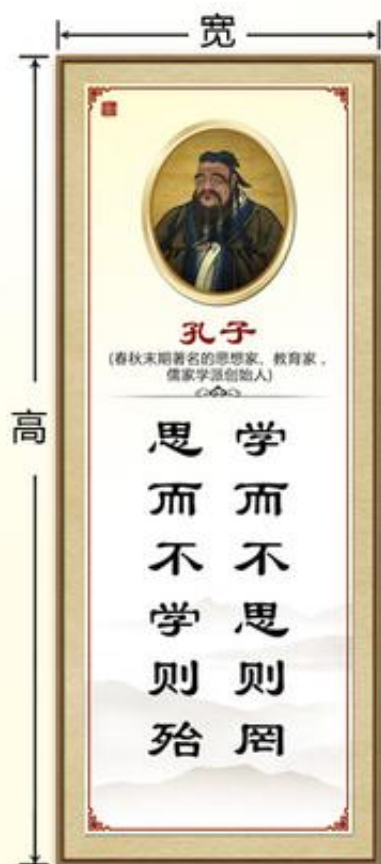 宽
高
孔子
(春秋末期著名的思想家、教育家，
儒家学派创始人)
学而不思则罔
思而不学则殆